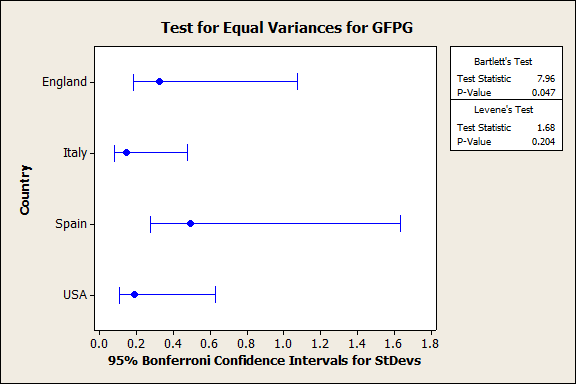 Test for Equal Variances for GFPG
Bartlett's Test
Test Statistic 7.96
P-Value 0.047
Levene's Test
Test Statistic 1.68
P-Value 0.204
Country
England
Italy
Spain
USA
0.0 0.2 0.4 0.6 0.8 1.0 1.2 1.4 1.6 1.8
95% Bonferroni Confidence Intervals for StDevs